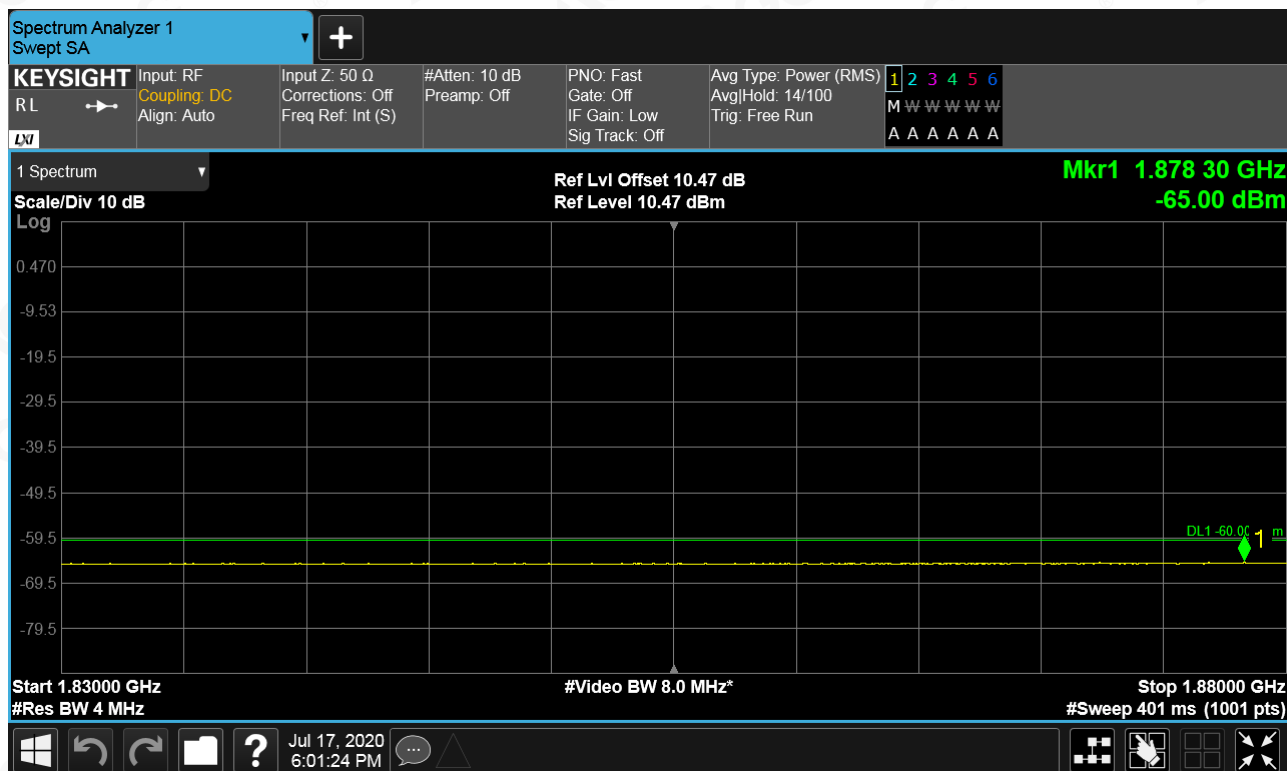 Spectrum Analyzer 1
Swept SA
+
KEYSIGHT
R L
LXI
Input: RF
Coupling: DC
Align: Auto
Input Z: 50 Ω
Corrections: Off
Freq Ref: Int (S)
#Atten: 10 dB
Preamp: Off
PNO: Fast
Gate: Off
IF Gain: Low
Sig Track: Off
Avg Type: Power (RMS)
Avg|Hold: 14/100
Trig: Free Run
1 2 3 4 5 6
M W W W W W
A A A A A A
1 Spectrum
Scale/Div 10 dB
Ref Lvl Offset 10.47 dB
Ref Level 10.47 dBm
Mkr1 1.878 30 GHz
-65.00 dBm
Log
0.470
-9.53
-19.5
-29.5
-39.5
-49.5
-59.5
-69.5
-79.5
DL1 -60.00 m
1
Start 1.83000 GHz
#Video BW 8.0 MHz*
Stop 1.88000 GHz
#Res BW 4 MHz
#Sweep 401 ms (1001 pts)
?
Jul 17, 2020
6:01:24 PM